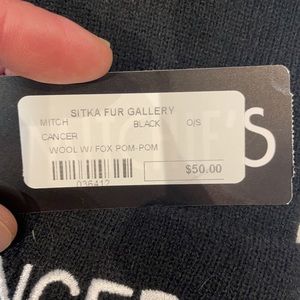 SITKA FUR GALLERY
MITCH BLACK O/S
CANCER
WOOL W/ FOX POM-POM
036412
$50.00